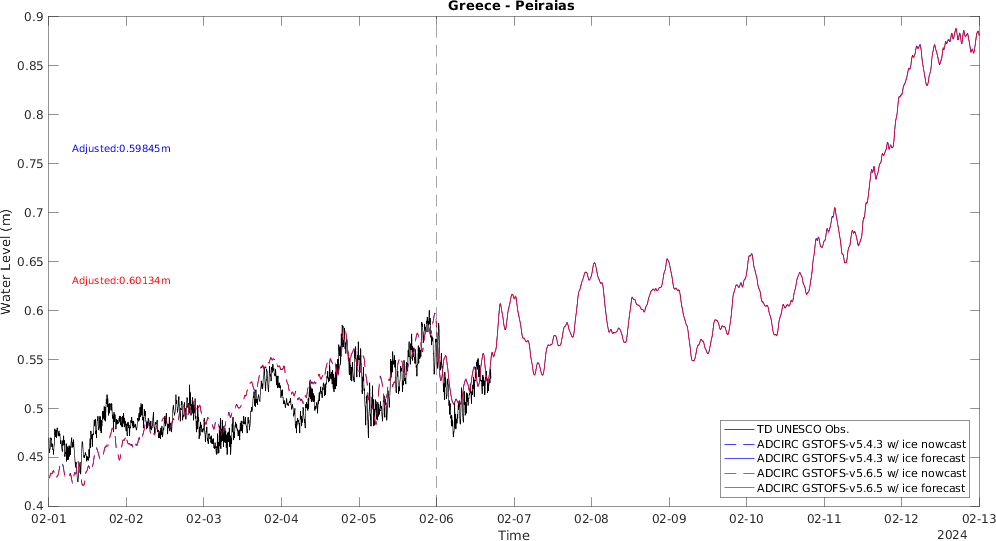 Greece - Peiraias
0.9
0.85
0.8
0.75
0.7
0.65
0.6
0.55
0.5
0.45
0.4
Water Level (m)
Adjusted:0.59845m
Adjusted:0.60134m
TD UNESCO Obs.
ADCIRC GSTOFS-v5.4.3 w/ ice nowcast
ADCIRC GSTOFS-v5.4.3 w/ ice forecast
ADCIRC GSTOFS-v5.6.5 w/ ice nowcast
ADCIRC GSTOFS-v5.6.5 w/ ice forecast
02-01 02-02 02-03 02-04 02-05 02-06 02-07 02-08 02-09 02-10 02-11 02-12 02-13
Time
2024